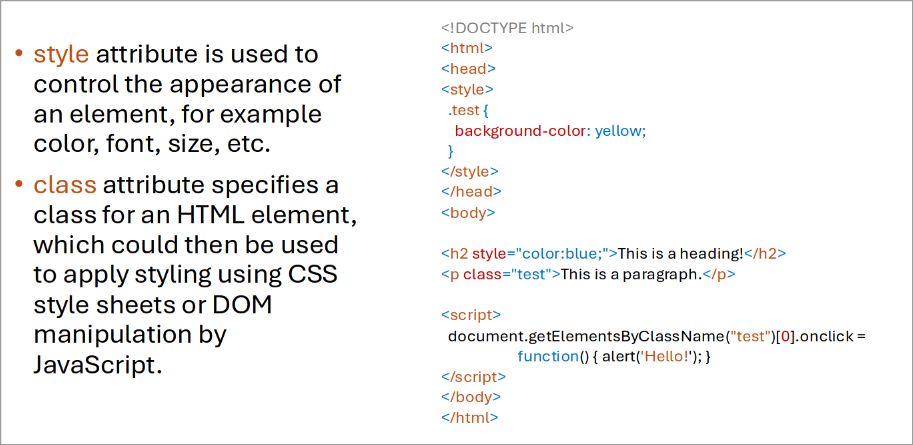 • style attribute is used to
control the appearance of
an element, for example
color, font, size, etc.
• class attribute specifies a
class for an HTML element,
which could then be used
to apply styling using CSS
style sheets or DOM
manipulation by
JavaScript.
<!DOCTYPE html>
<html>
<head>
<style>
.test {
background-color: yellow;
}
</style>
</head>
<body>
<h2 style="color:blue;">This is a heading!</h2>
<p class="test">This is a paragraph.</p>
<script>
document.getElementsByClassName("test")[0].onclick =
function() { alert('Hello!'); }
</script>
</body>
</html>